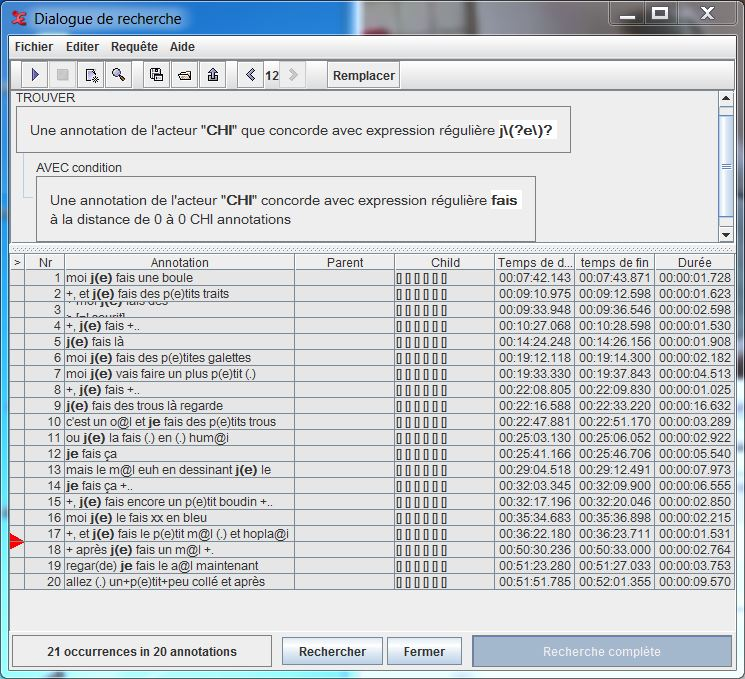 Dialogue de recherche
Fichier Editer Requête Aide
12 Remplacer
TROUVER
Une annotation de l'acteur "CHI" que concorde avec expression régulière j\(?e\)?
AVEC condition
Une annotation de l'acteur "CHI" concorde avec expression régulière fais
à la distance de 0 à 0 CHI annotations
> Nr Annotation Parent Child Temps de d... temps de fin Durée
1 moi j(e) fais une boule [] [] [] [] [] [] 00:07:42.143 00:07:43.871 00:00:01.728
2 +, et j(e) fais des p(e)tits traits [] [] [] [] [] [] 00:09:10.975 00:09:12.598 00:00:01.623
3 [] [] [] [] [] [] 00:09:33.948 00:09:36.546 00:00:02.598
4 +, j(e) fais +.. [] [] [] [] [] [] 00:10:27.068 00:10:28.598 00:00:01.530
5 j(e) fais là [] [] [] [] [] [] 00:14:24.248 00:14:26.156 00:00:01.908
6 moi j(e) fais des p(e)tites galettes [] [] [] [] [] [] 00:19:12.118 00:19:14.300 00:00:02.182
7 moi j(e) vais faire un plus p(e)tit (.) [] [] [] [] [] [] 00:19:33.330 00:19:37.843 00:00:04.513
8 +, j(e) fais +.. [] [] [] [] [] [] 00:22:08.805 00:22:09.830 00:00:01.025
9 j(e) fais des trous là regarde [] [] [] [] [] [] 00:22:16.588 00:22:33.220 00:00:16.632
10 c'est un o@l et je fais des p(e)tits trous [] [] [] [] [] [] 00:22:47.881 00:22:51.170 00:00:03.289
11 ou j(e) la fais (.) en (.) hum@i [] [] [] [] [] [] 00:25:03.130 00:25:06.052 00:00:02.922
12 je fais ça [] [] [] [] [] [] 00:25:41.166 00:25:46.706 00:00:05.540
13 mais le m@l euh en dessinant j(e) le [] [] [] [] [] [] 00:29:04.518 00:29:12.491 00:00:07.973
14 je fais ça +.. [] [] [] [] [] [] 00:32:03.345 00:32:09.900 00:00:06.555
15 +, j(e) fais encore un p(e)tit boudin +.. [] [] [] [] [] [] 00:32:17.196 00:32:20.046 00:00:02.850
16 moi j(e) le fais xx en bleu [] [] [] [] [] [] 00:35:34.683 00:35:36.898 00:00:02.215
17 +, et j(e) fais le p(e)tit m@l (.) et hopla@i [] [] [] [] [] [] 00:36:22.180 00:36:23.711 00:00:01.531
18 + après j(e) fais un m@l +. [] [] [] [] [] [] 00:50:30.236 00:50:33.000 00:00:02.764
19 regar(de) je fais le a@l maintenant [] [] [] [] [] [] 00:51:23.280 00:51:27.033 00:00:03.753
20 allez (.) un+p(e)tit+peu collé et après [] [] [] [] [] [] 00:51:51.785 00:52:01.355 00:00:09.570
21 occurrences in 20 annotations Rechercher Fermer Recherche complète